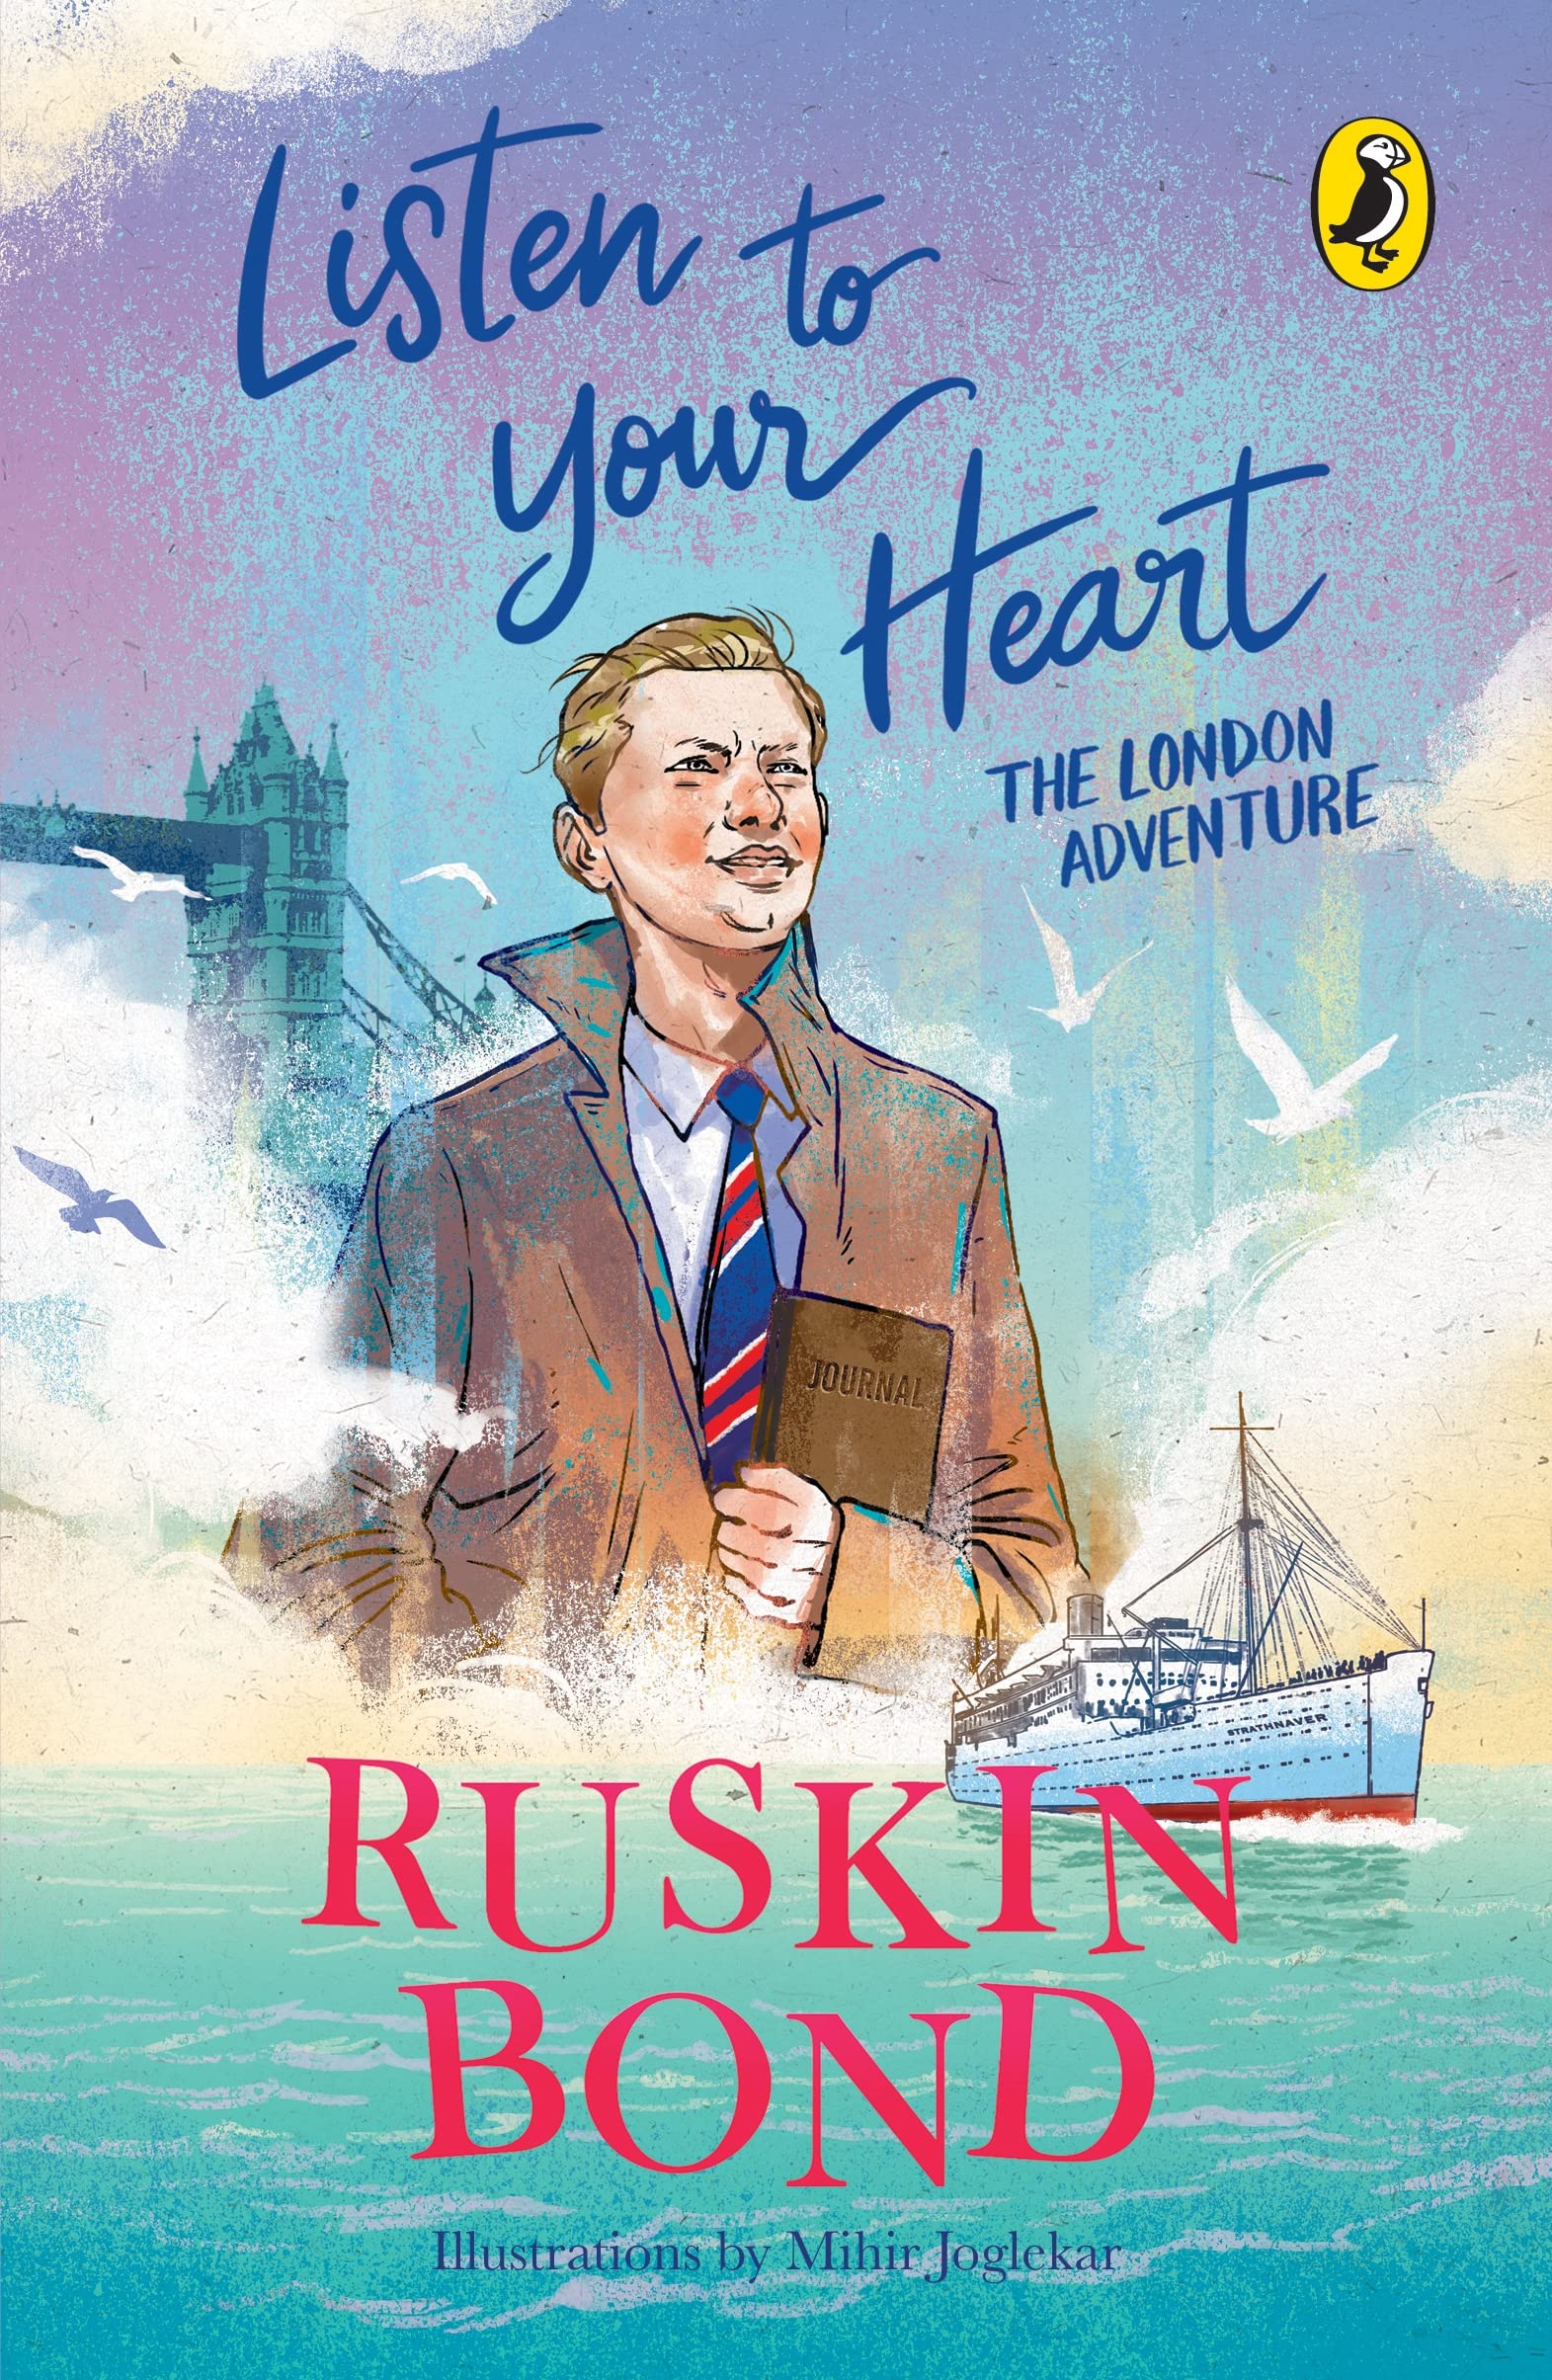 Listen to
your
Heart
THE LONDON
ADVENTURE
JOURNAL
STRATHNAVER
RUSKIN
BOND
Illustrations by Mihir Joglekar